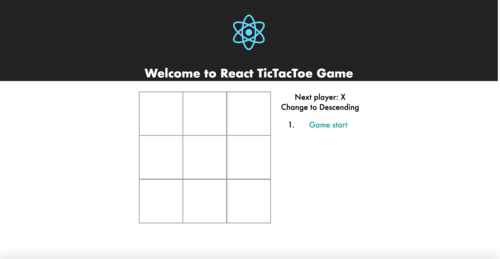 Welcome to React TicTacToe Game
Next player: X
Change to Descending
1. Game start